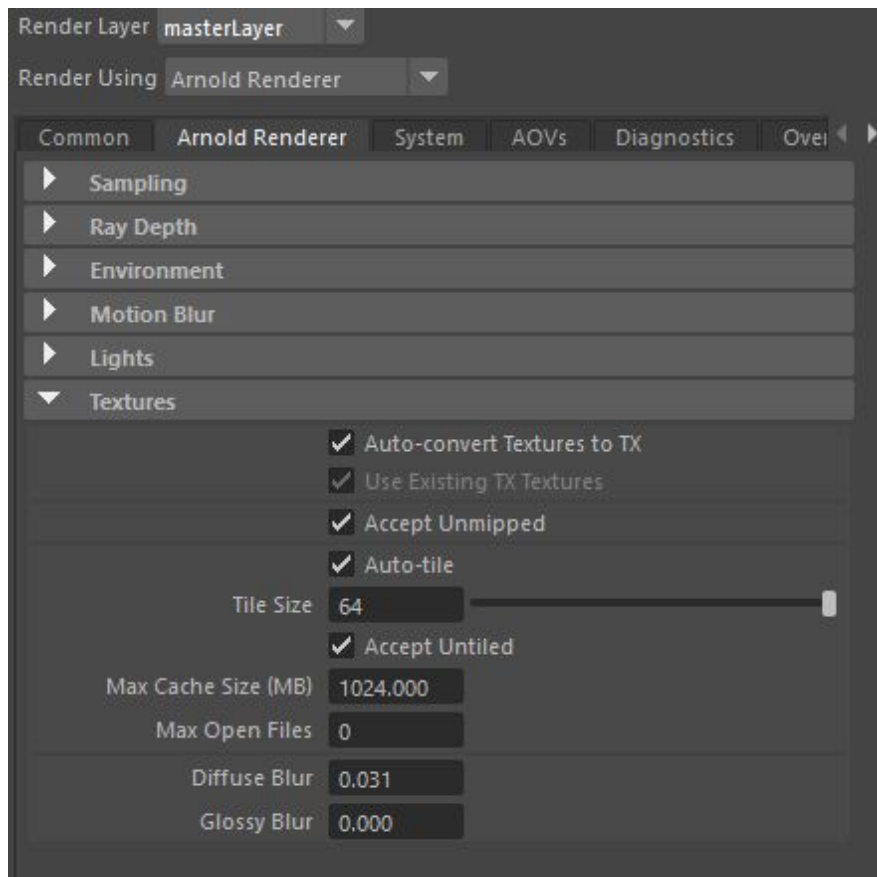 Render Layer masterLayer
Render Using Arnold Renderer
Common Arnold Renderer System AOVs Diagnostics Over
Sampling
Ray Depth
Environment
Motion Blur
Lights
Textures
Auto-convert Textures to TX
Use Existing TX Textures
Accept Unmipped
Auto-tile
Tile Size 64
Accept Untiled
Max Cache Size (MB) 1024.000
Max Open Files 0
Diffuse Blur 0.031
Glossy Blur 0.000